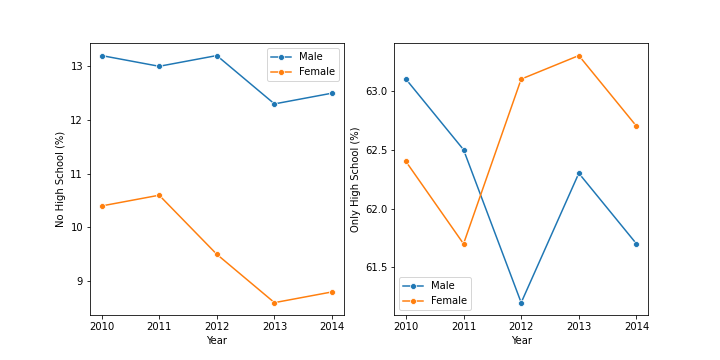 No High School (%)
13
12
11
10
9
Male
Female
2010 2011 2012 2013 2014
Year
Only High School (%)
63.0
62.5
62.0
61.5
Male
Female
2010 2011 2012 2013 2014
Year